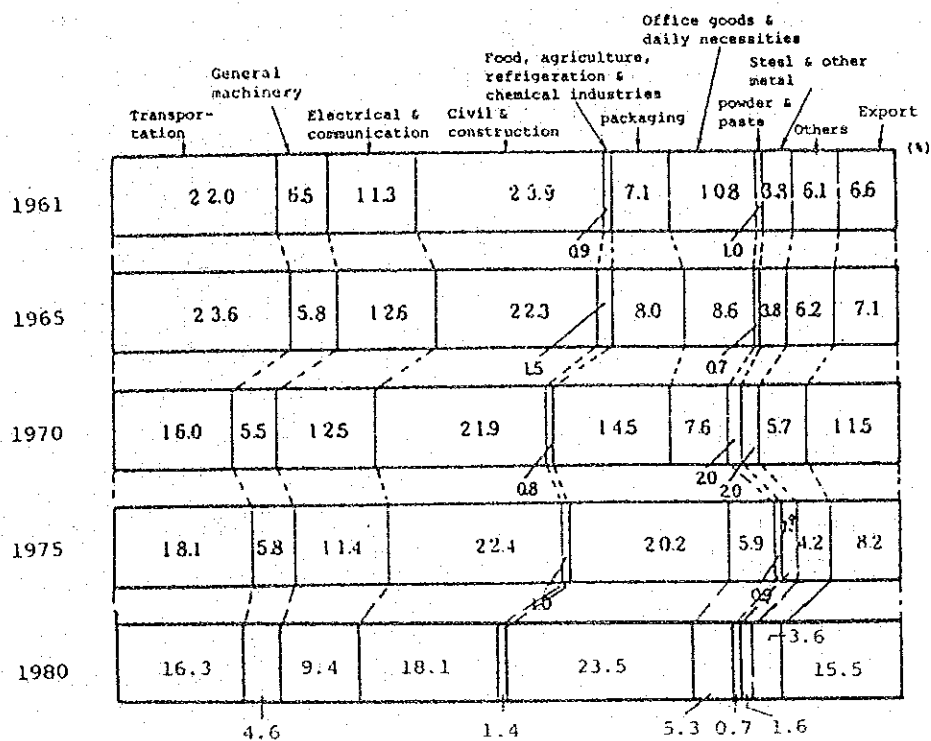 Office goods &
daily necessities
Food, agriculture,
refrigeration &
chemical industries
Steel & other
metal
General
machinery
powder &
paste
Transpor-
tation
Electrical &
communication
Civil &
construction
packaging
Others
Export
(%)
1961 22.0 6.5 11.3 23.9 7.1 10.8 3.8 6.1 6.6
0.9 1.0
1965 23.6 5.8 12.6 22.3 8.0 8.6 3.8 6.2 7.1
1.5 0.7
1970 16.0 5.5 12.5 21.9 14.5 7.6 5.7 11.5
0.8 2.0 2.0
1975 18.1 5.8 11.4 22.4 20.2 5.9 4.2 8.2
1.0 0.9
3.6
1980 16.3 9.4 18.1 23.5 15.5
4.6 1.4 5.3 0.7 1.6